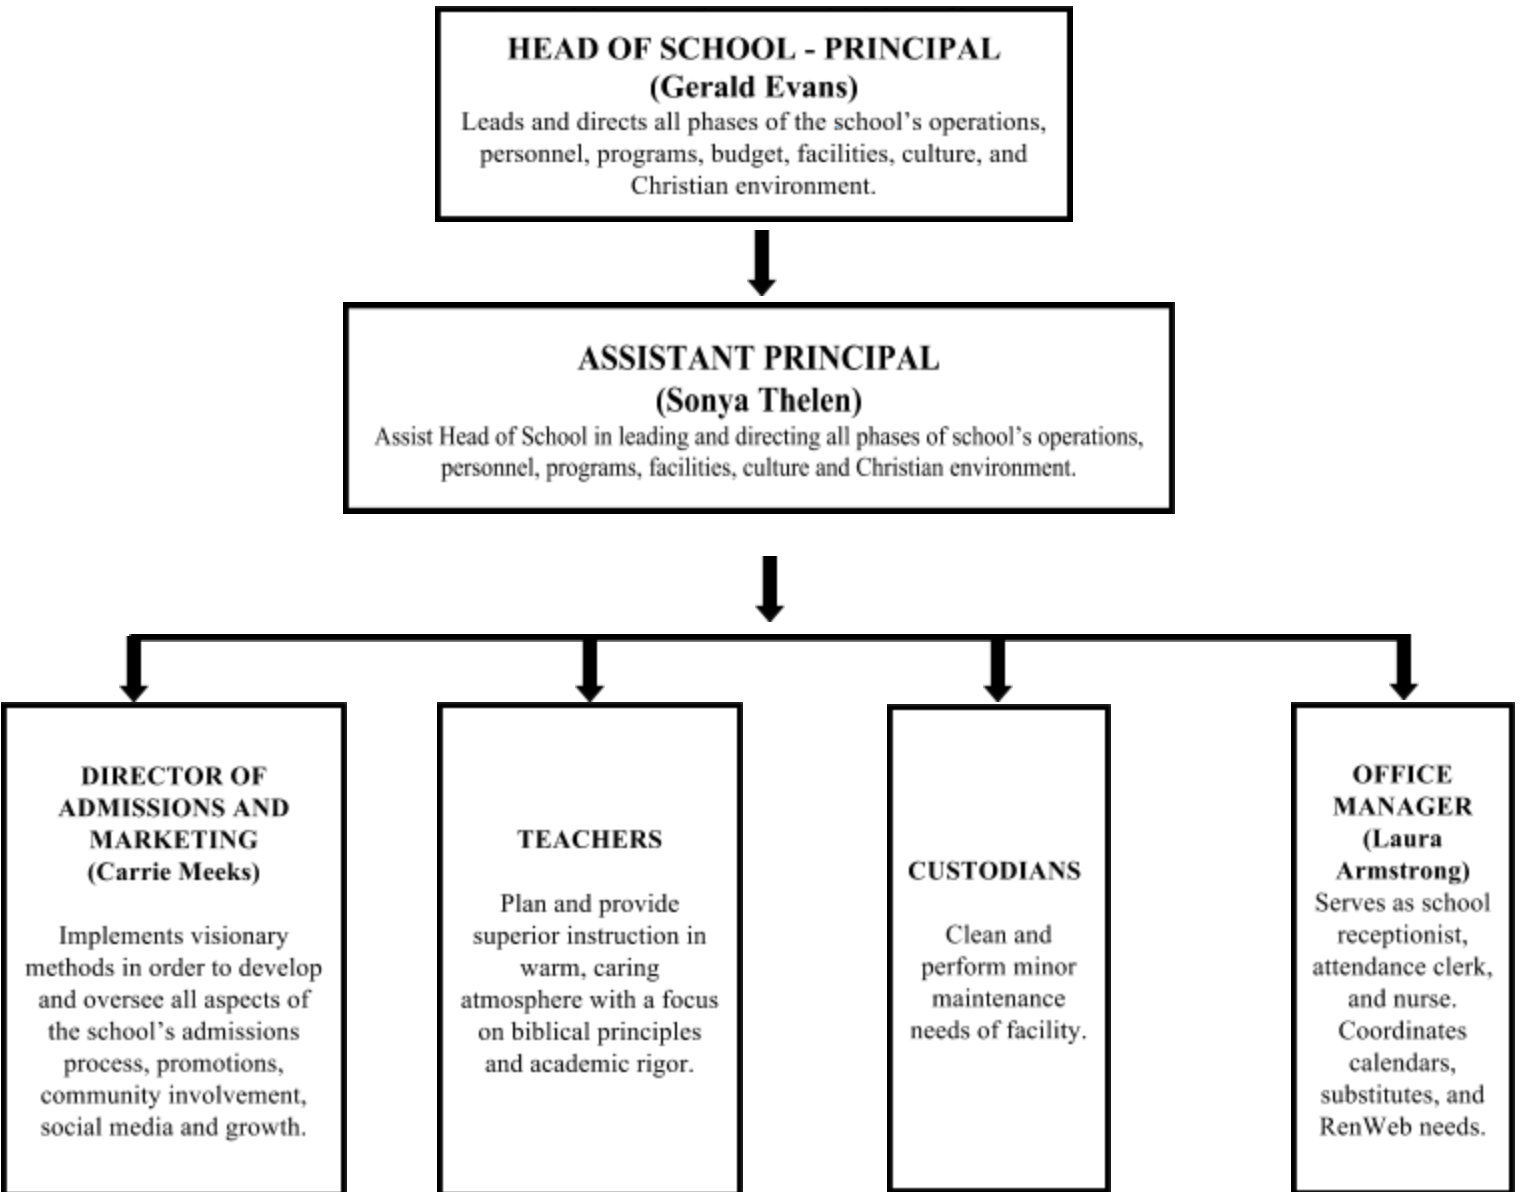 HEAD OF SCHOOL - PRINCIPAL
(Gerald Evans)
Leads and directs all phases of the school's operations,
personnel, programs, budget, facilities, culture, and
Christian environment.
ASSISTANT PRINCIPAL
(Sonya Thelen)
Assist Head of School in leading and directing all phases of school's operations,
personnel, programs, facilities, culture and Christian environment.
DIRECTOR OF
ADMISSIONS AND
MARKETING
(Carrie Meeks)
Implements visionary
methods in order to develop
and oversee all aspects of
the school's admissions
process, promotions,
community involvement,
social media and growth.
TEACHERS
Plan and provide
superior instruction in
warm, caring
atmosphere with a focus
on biblical principles
and academic rigor.
CUSTODIANS
Clean and
perform minor
maintenance
needs of facility.
OFFICE
MANAGER
(Laura
Armstrong)
Serves as school
receptionist,
attendance clerk,
and nurse.
Coordinates
calendars,
substitutes, and
RenWeb needs.